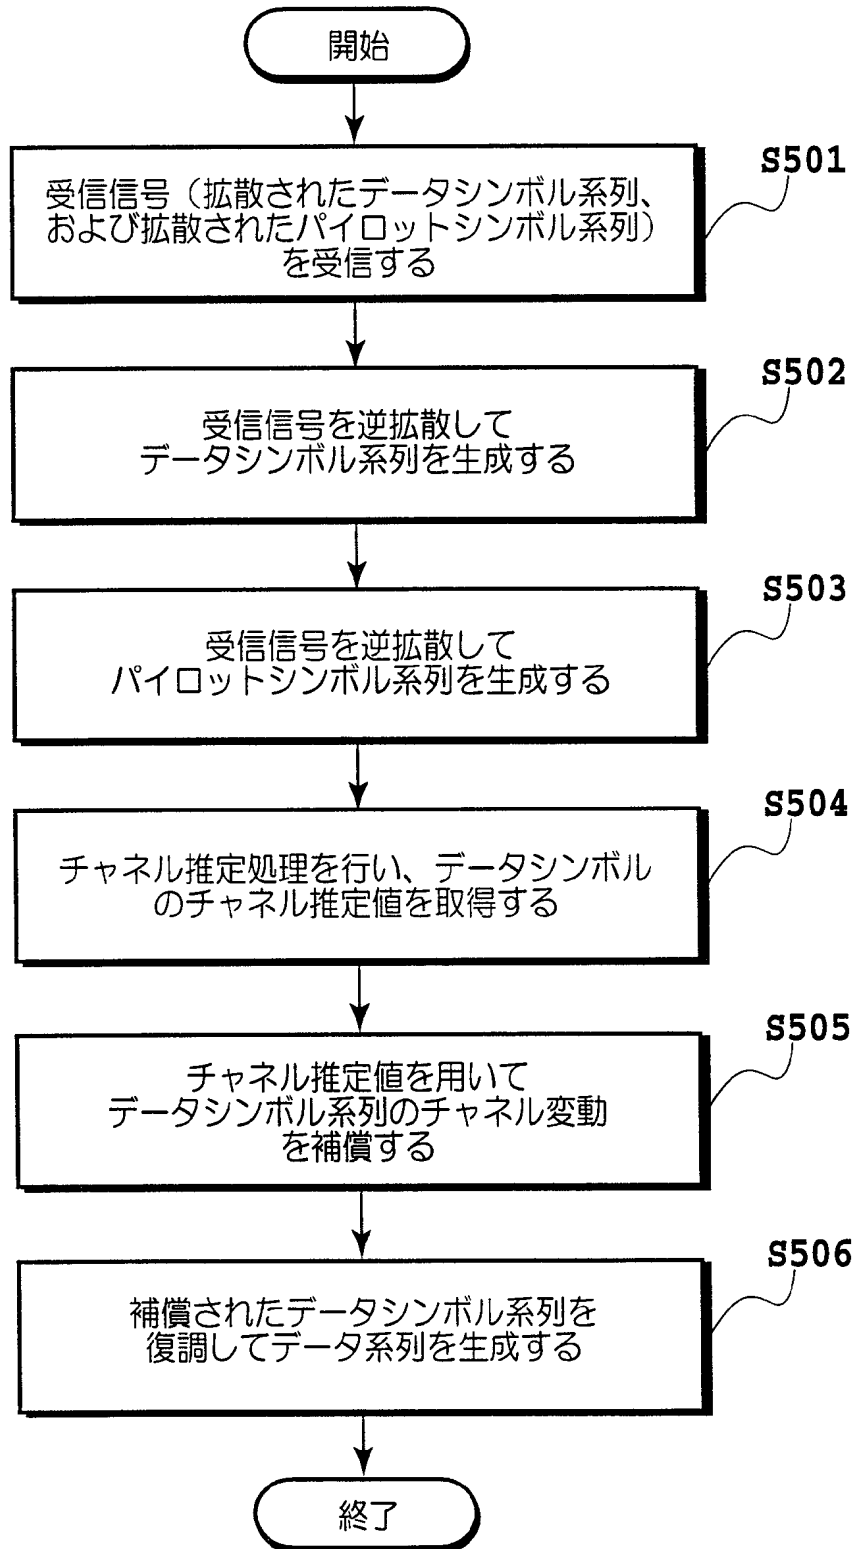 開始
S501
受信信号(拡散されたデータシンボル系列、
および拡散されたパイロットシンボル系列)
を受信する
S502
受信信号を逆拡散して
データシンボル系列を生成する
S503
受信信号を逆拡散して
パイロットシンボル系列を生成する
S504
チャネル推定処理を行い、データシンボル
のチャネル推定値を取得する
S505
チャネル推定値を用いて
データシンボル系列のチャネル変動
を補償する
S506
補償されたデータシンボル系列を
復調してデータ系列を生成する
終了